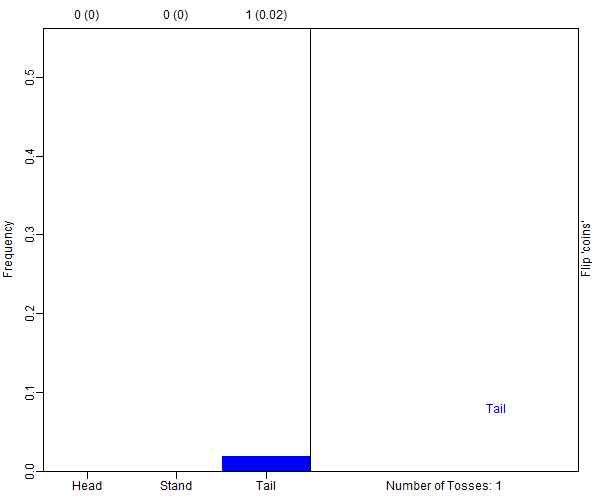 0 (0) 0 (0) 1 (0.02)
0.5
0.4
0.3
0.2
0.1
0.0
Frequency
Flip 'coins'
Tail
Head Stand Tail
Number of Tosses: 1